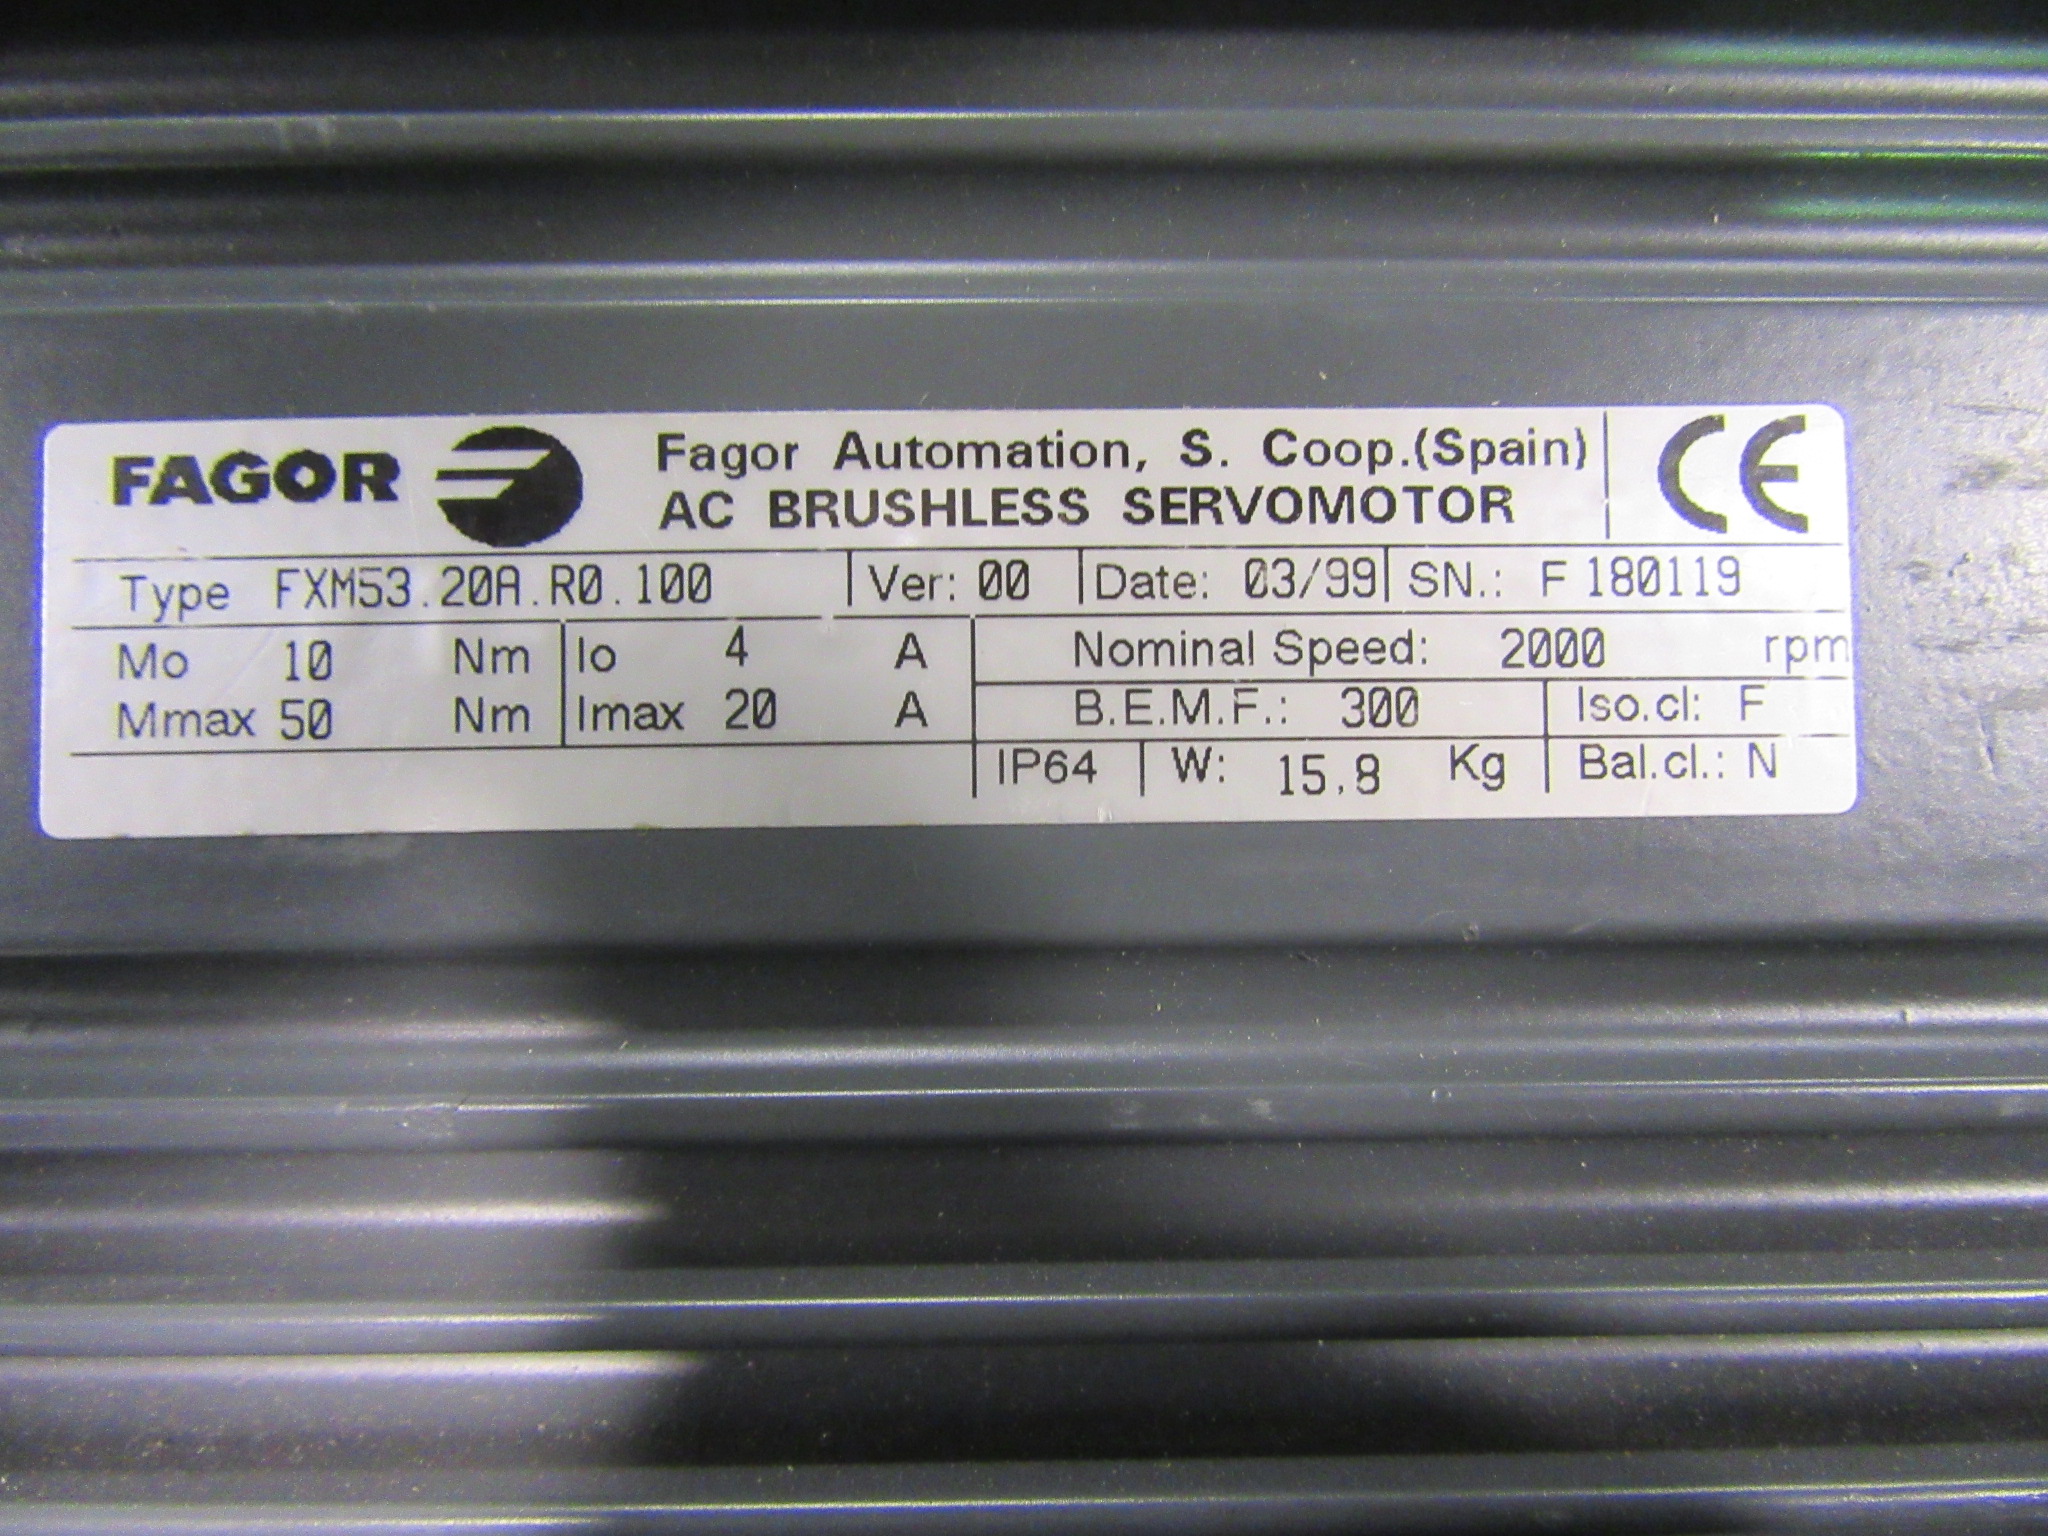 FAGOR
Fagor Automation, S. Coop.(Spain)
AC BRUSHLESS SERVOMOTOR
CE
Type FXM53.20A.R0.100 Ver: 00 Date: 03/99 SN.: F 180119
Mo 10 Nm Io 4 A Nominal Speed: 2000 rpm
Mmax 50 Nm Imax 20 A B.E.M.F.: 300 Iso.cl: F
IP64 W: 15.8 Kg Bal.cl.: N